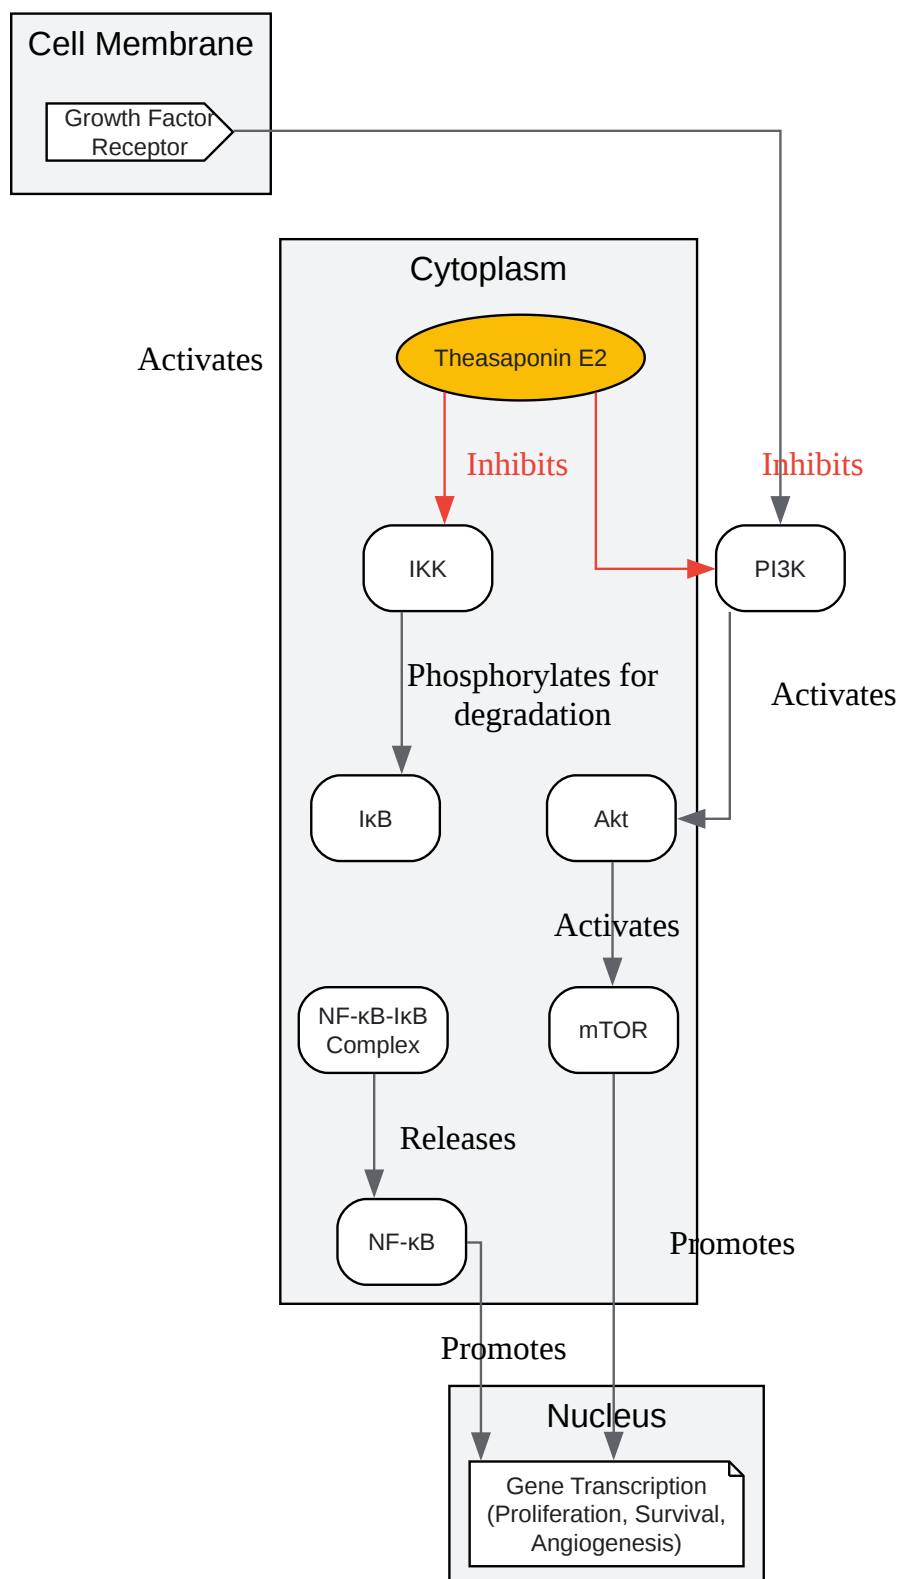 Cell Membrane
Growth Factor
Receptor
Cytoplasm
Theasaponin E2
Activates
Inhibits
Inhibits
IKK
PI3K
Phosphorylates for
degradation
Activates
IκB
Akt
Activates
NF-κB-IκB
Complex
mTOR
Releases
NF-κB
Promotes
Promotes
Nucleus
Gene Transcription
(Proliferation, Survival,
Angiogenesis)